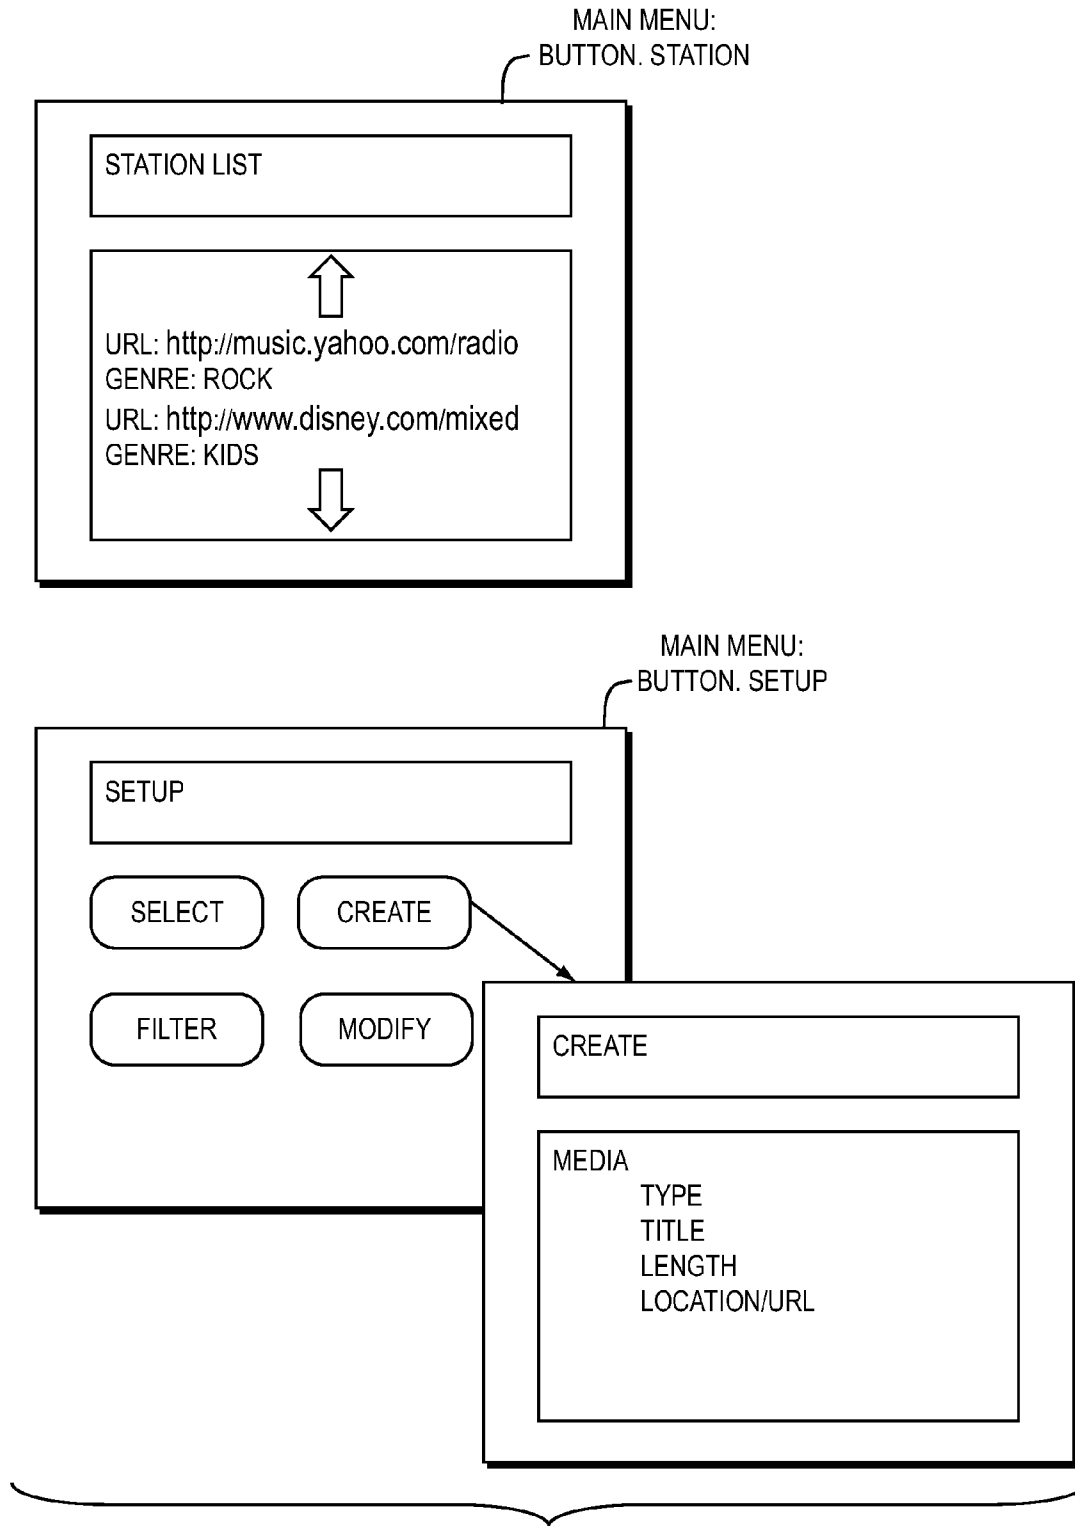 MAIN MENU:
BUTTON. STATION
STATION LIST
URL: http://music.yahoo.com/radio
GENRE: ROCK
URL: http://www.disney.com/mixed
GENRE: KIDS
MAIN MENU:
BUTTON. SETUP
SETUP
SELECT
CREATE
FILTER
MODIFY
CREATE
MEDIA
TYPE
TITLE
LENGTH
LOCATION/URL